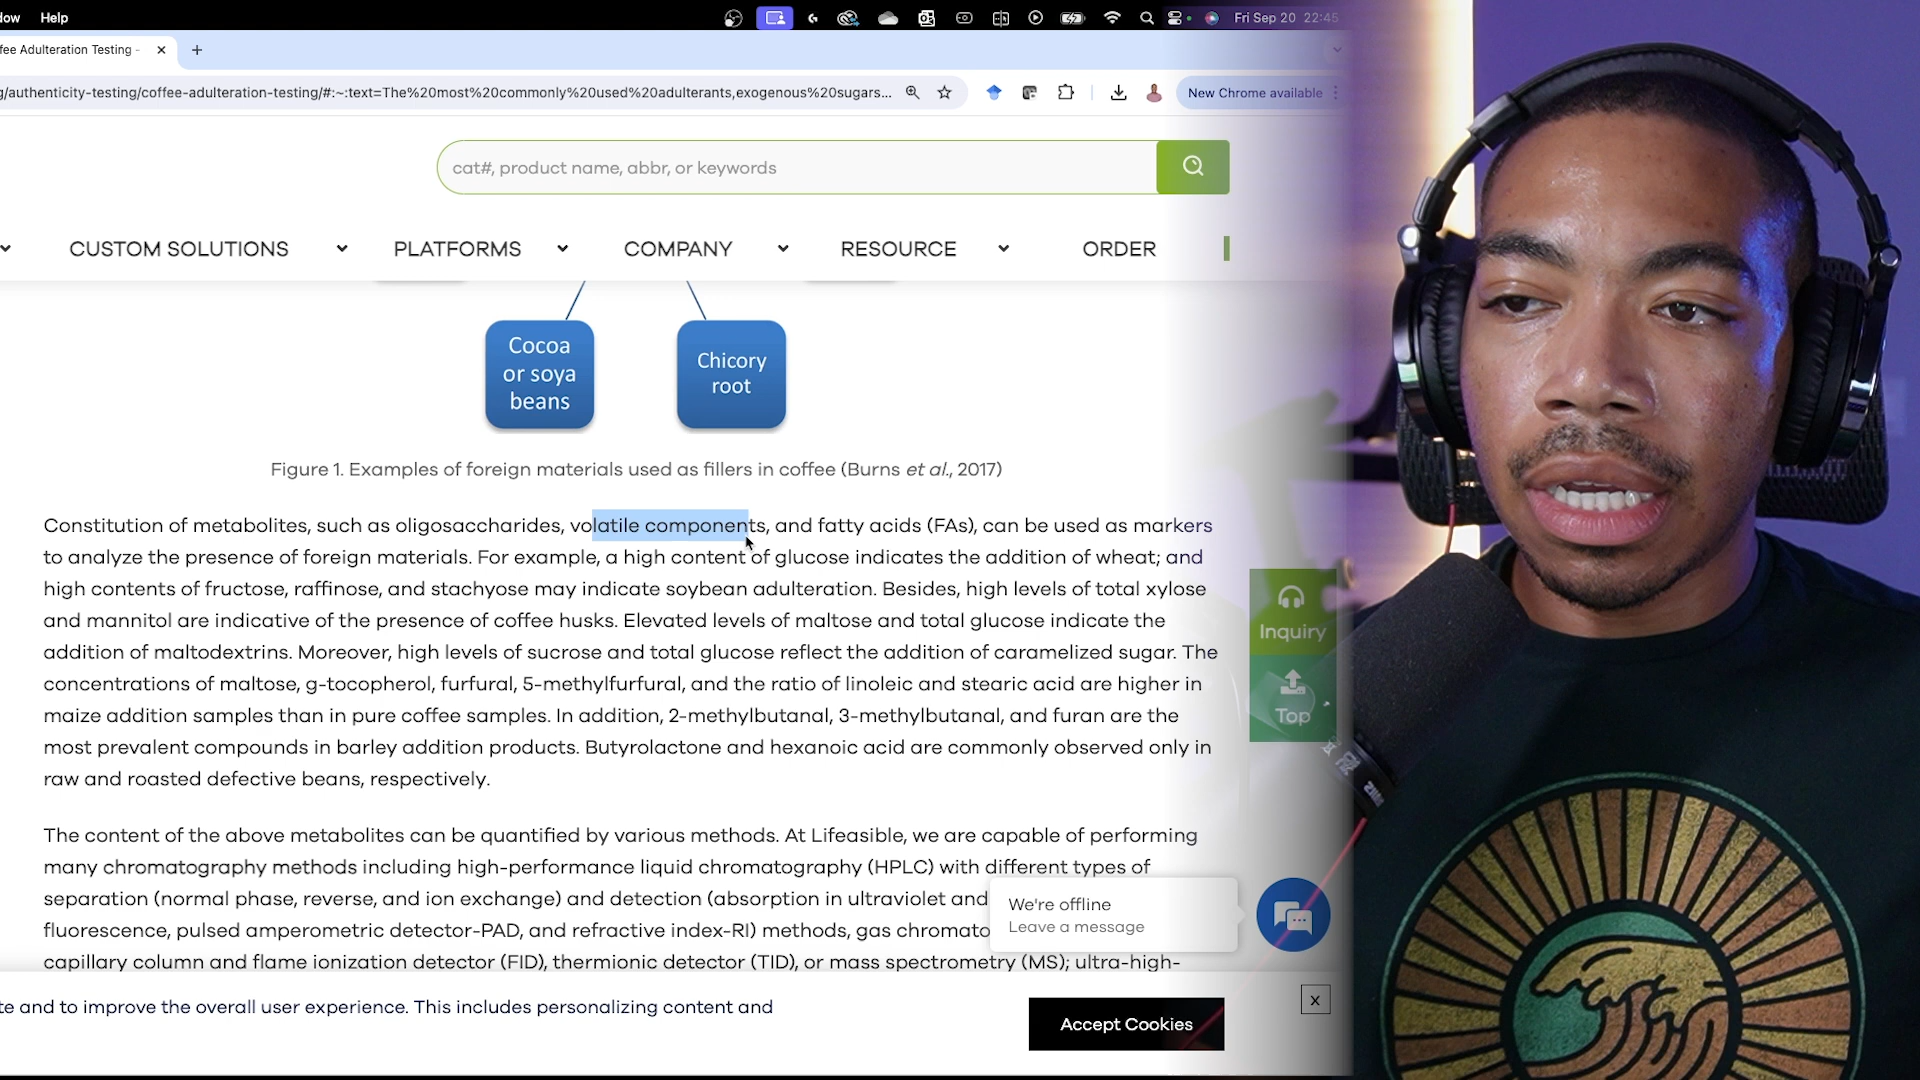 Help
Fri Sep 20 22:45
fee Adulteration Testing -
g/authenticity-testing/coffee-adulteration-testing/#:~:text=The%20most%20commonly%20used%20adulterants,exogenous%20sugars...
New Chrome available
cat#, product name, abbr, or keywords
CUSTOM SOLUTIONS
PLATFORMS
COMPANY
RESOURCE
ORDER
Cocoa
or soya
beans
Chicory
root
Figure 1. Examples of foreign materials used as fillers in coffee (Burns et al., 2017)
Constitution of metabolites, such as oligosaccharides, volatile components, and fatty acids (FAs), can be used as markers
to analyze the presence of foreign materials. For example, a high content of glucose indicates the addition of wheat; and
high contents of fructose, raffinose, and stachyose may indicate soybean adulteration. Besides, high levels of total xylose
and mannitol are indicative of the presence of coffee husks. Elevated levels of maltose and total glucose indicate the
addition of maltodextrins. Moreover, high levels of sucrose and total glucose reflect the addition of caramelized sugar. The
concentrations of maltose, g-tocopherol, furfural, 5-methylfurfural, and the ratio of linoleic and stearic acid are higher in
maize addition samples than in pure coffee samples. In addition, 2-methylbutanal, 3-methylbutanal, and furan are the
most prevalent compounds in barley addition products. Butyrolactone and hexanoic acid are commonly observed only in
raw and roasted defective beans, respectively.
Inquiry
Top
The content of the above metabolites can be quantified by various methods. At Lifeasible, we are capable of performing
many chromatography methods including high-performance liquid chromatography (HPLC) with different types of
separation (normal phase, reverse, and ion exchange) and detection (absorption in ultraviolet and
fluorescence, pulsed amperometric detector-PAD, and refractive index-RI) methods, gas chromato
capillary column and flame ionization detector (FID), thermionic detector (TID), or mass spectrometry (MS); ultra-high-
We're offline
Leave a message
te and to improve the overall user experience. This includes personalizing content and
Accept Cookies
x